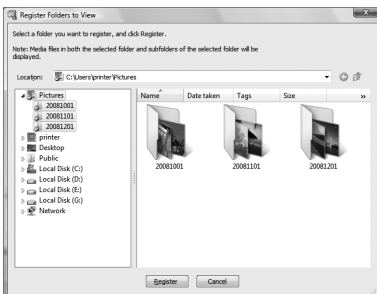 Register Folders to View
Select a folder you want to register, and click Register.
Note: Media files in both the selected folder and subfolders of the selected folder will be
displayed.
Location: C:\Users\printer\Pictures
Pictures
20081001
20081101
20081201
printer
Desktop
Public
Local Disk (C:)
Local Disk (D:)
Local Disk (E:)
Local Disk (G:)
Network
Name Date taken Tags Size »
20081001 20081101 20081201
Register Cancel